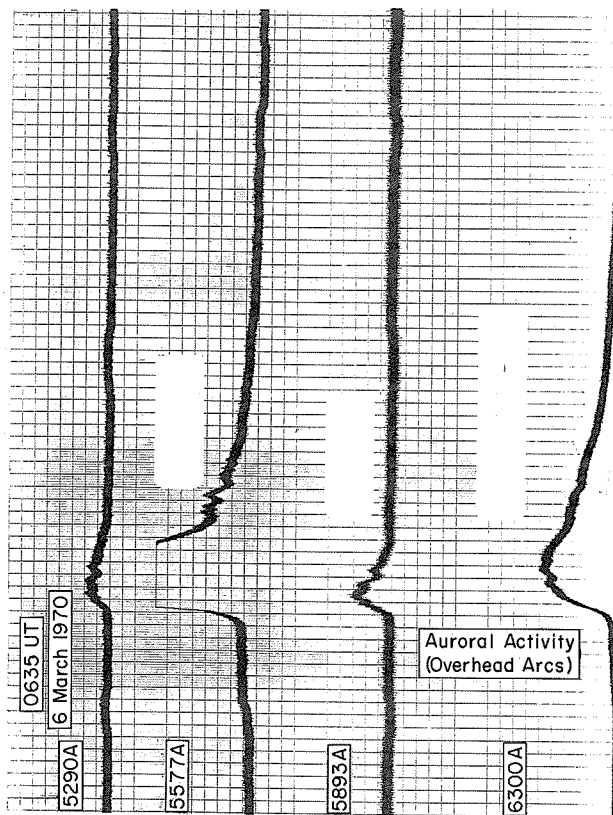 0635 UT
6 March 1970
5290A
5577A
5893A
6300A
Auroral Activity
(Overhead Arcs)